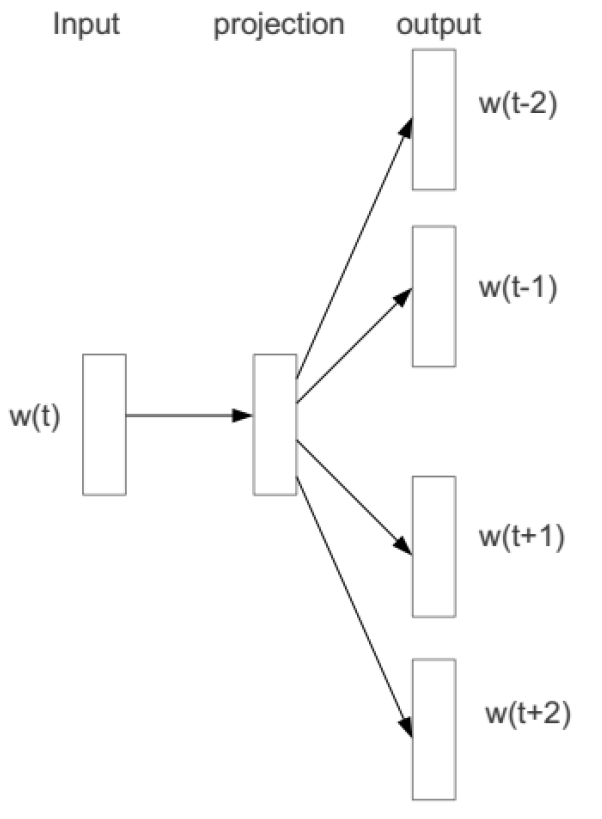 Input projection output
w(t-2)
w(t-1)
w(t)
w(t+1)
w(t+2)